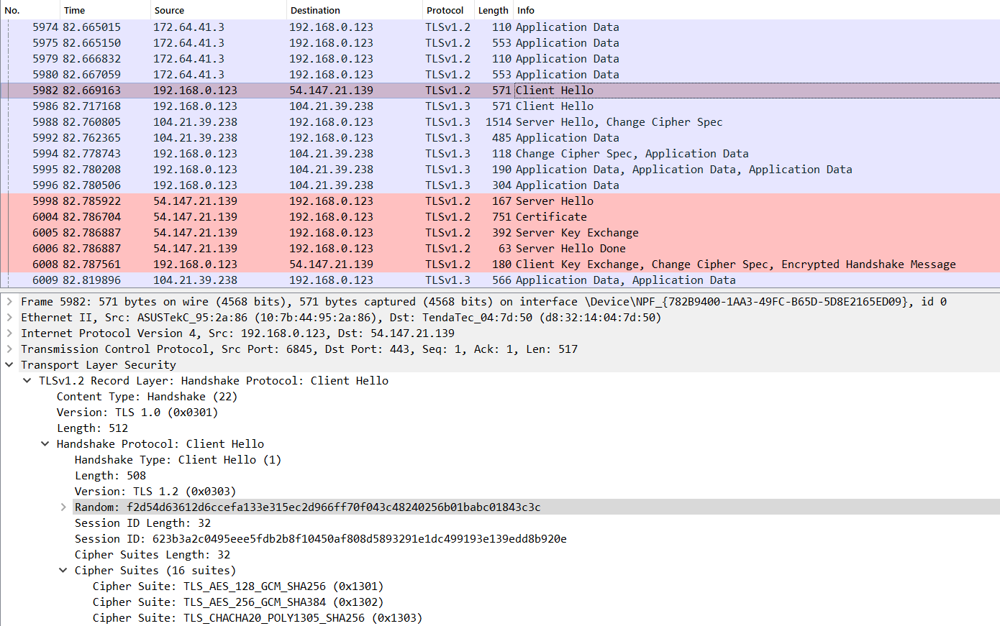 No. Time Source Destination Protocol Length Info
5974 82.665015 172.64.41.3 192.168.0.123 TLSv1.2 110 Application Data
5975 82.665150 172.64.41.3 192.168.0.123 TLSv1.2 553 Application Data
5979 82.666832 172.64.41.3 192.168.0.123 TLSv1.2 110 Application Data
5980 82.667059 172.64.41.3 192.168.0.123 TLSv1.2 553 Application Data
5982 82.669163 192.168.0.123 54.147.21.139 TLSv1.2 571 Client Hello
5986 82.717168 192.168.0.123 104.21.39.238 TLSv1.3 571 Client Hello
5988 82.760805 104.21.39.238 192.168.0.123 TLSv1.3 1514 Server Hello, Change Cipher Spec
5992 82.762365 104.21.39.238 192.168.0.123 TLSv1.3 485 Application Data
5994 82.778743 192.168.0.123 104.21.39.238 TLSv1.3 118 Change Cipher Spec, Application Data
5995 82.780208 192.168.0.123 104.21.39.238 TLSv1.3 190 Application Data, Application Data, Application Data
5996 82.780506 192.168.0.123 104.21.39.238 TLSv1.3 304 Application Data
5998 82.785922 54.147.21.139 192.168.0.123 TLSv1.2 167 Server Hello
6004 82.786704 54.147.21.139 192.168.0.123 TLSv1.2 751 Certificate
6005 82.786887 54.147.21.139 192.168.0.123 TLSv1.2 392 Server Key Exchange
6006 82.786887 54.147.21.139 192.168.0.123 TLSv1.2 63 Server Hello Done
6008 82.787561 192.168.0.123 54.147.21.139 TLSv1.2 180 Client Key Exchange, Change Cipher Spec, Encrypted Handshake Message
6009 82.819896 104.21.39.238 192.168.0.123 TLSv1.3 566 Application Data, Application Data
Frame 5982: 571 bytes on wire (4568 bits), 571 bytes captured (4568 bits) on interface \Device\NPF_{782B9400-1AA3-49FC-B65D-5D8E2165ED09}, id 0
Ethernet II, Src: ASUSTekC_95:2a:86 (10:7b:44:95:2a:86), Dst: TendaTec_04:7d:50 (d8:32:14:04:7d:50)
Internet Protocol Version 4, Src: 192.168.0.123, Dst: 54.147.21.139
Transmission Control Protocol, Src Port: 6845, Dst Port: 443, Seq: 1, Ack: 1, Len: 517
Transport Layer Security
TLSv1.2 Record Layer: Handshake Protocol: Client Hello
Content Type: Handshake (22)
Version: TLS 1.0 (0x0301)
Length: 512
Handshake Protocol: Client Hello
Handshake Type: Client Hello (1)
Length: 508
Version: TLS 1.2 (0x0303)
Random: f2d54d63612d6ccefa133e315ec2d966ff70f043c48240256b01babc01843c3c
Session ID Length: 32
Session ID: 623b3a2c0495eee5fdb2b8f10450af808d5893291e1dc499193e139edd8b920e
Cipher Suites Length: 32
Cipher Suites (16 suites)
Cipher Suite: TLS_AES_128_GCM_SHA256 (0x1301)
Cipher Suite: TLS_AES_256_GCM_SHA384 (0x1302)
Cipher Suite: TLS_CHACHA20_POLY1305_SHA256 (0x1303)